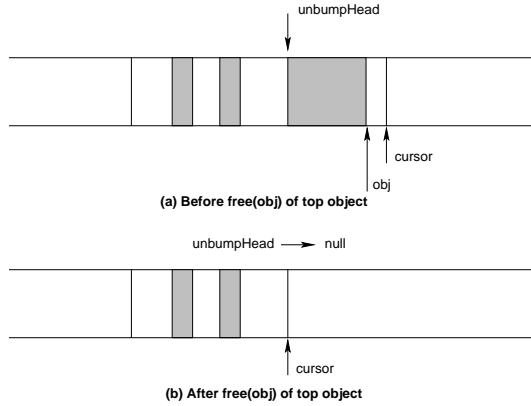 unbumpHead
cursor
obj
(a) Before free(obj) of top object
unbumpHead null
cursor
(b) After free(obj) of top object